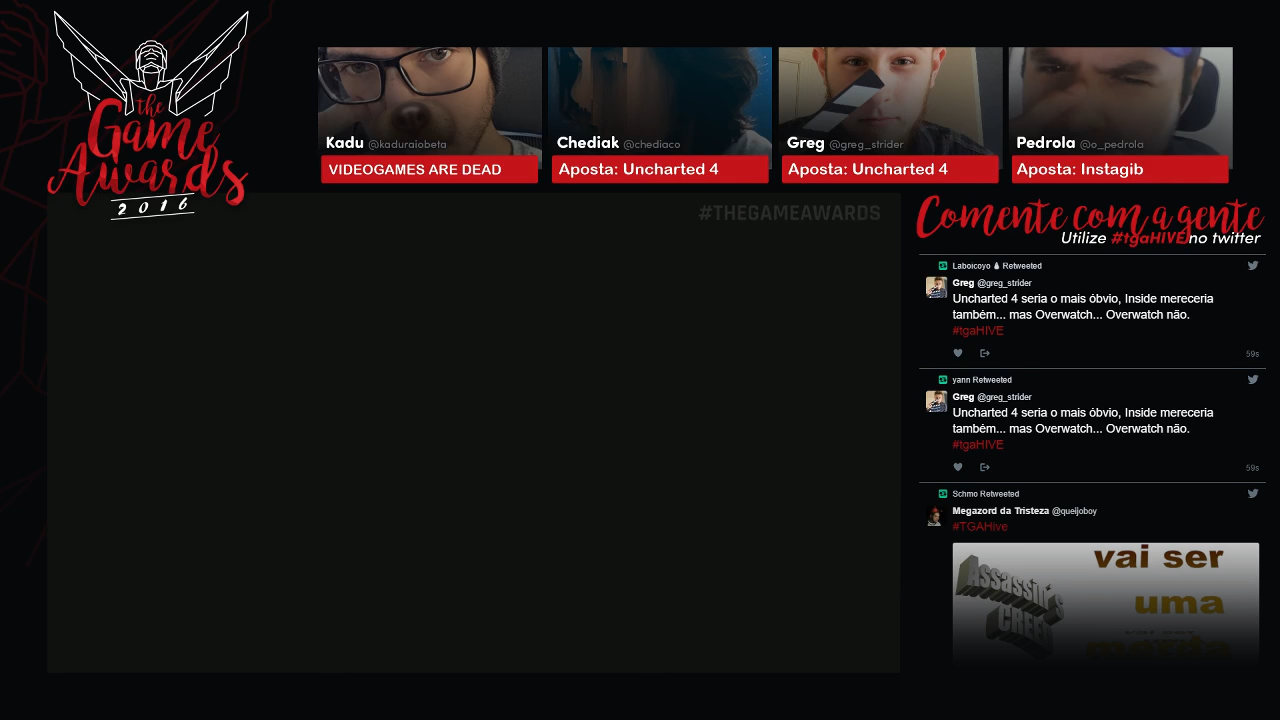 the
Game
Awards
2016
Kadu @kaduraiobeta
VIDEOGAMES ARE DEAD
Chediak @chediaco
Aposta: Uncharted 4
Greg @greg_strider
Aposta: Uncharted 4
Pedrola @o_pedrola
Aposta: Instagib
#THEGAMEAWARDS
Comente com a gente
Utilize #tgaHIVE no twitter
Laboicoyo Retweeted
Greg @greg_strider
Uncharted 4 seria o mais óbvio, Inside mereceria
também... mas Overwatch... Overwatch não.
#tgaHIVE
59s
yann Retweeted
Greg @greg_strider
Uncharted 4 seria o mais óbvio, Inside mereceria
também... mas Overwatch... Overwatch não.
#tgaHIVE
59s
Schmo Retweeted
Megazord da Tristeza @queijoboy
#TGAHive
Assassin's
CREED
vai ser
uma